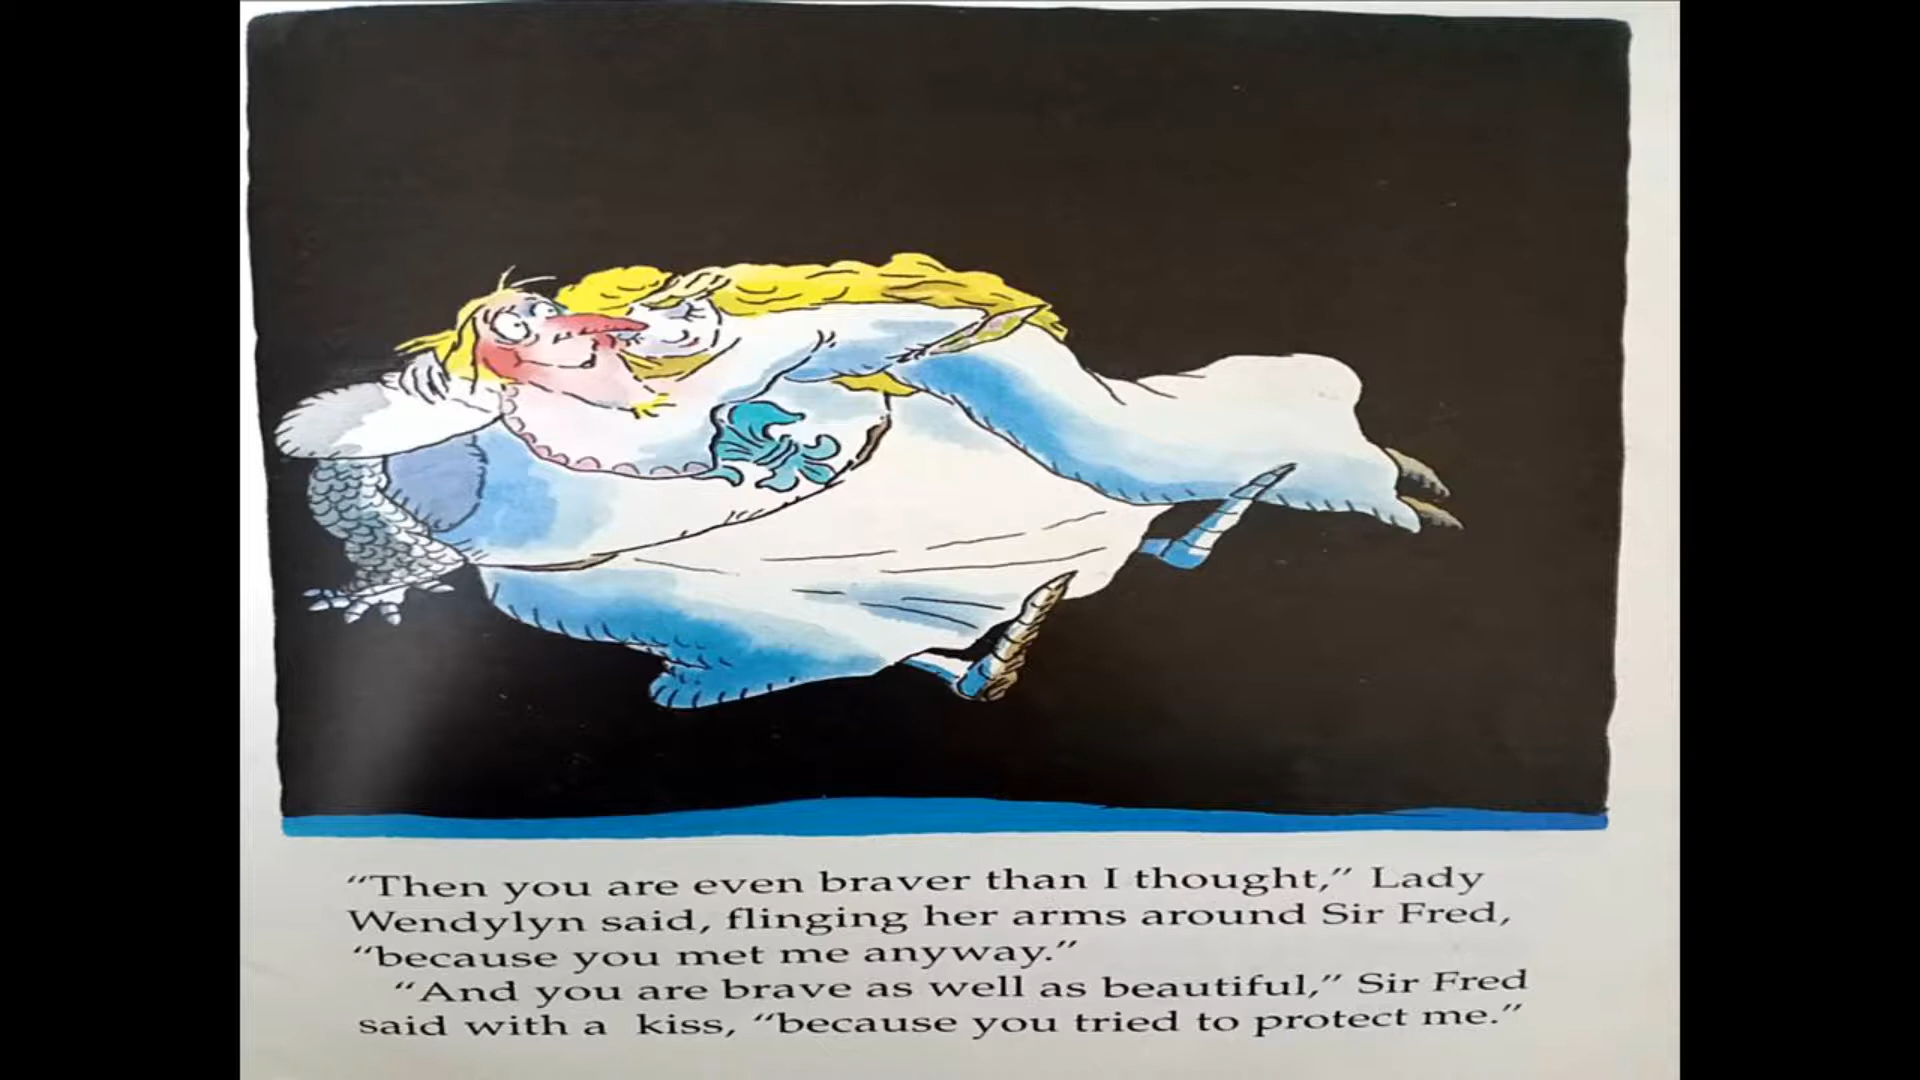 “Then you are even braver than I thought,” Lady
Wendylyn said, flinging her arms around Sir Fred,
“because you met me anyway.”
“And you are brave as well as beautiful,” Sir Fred
said with a kiss, “because you tried to protect me.”